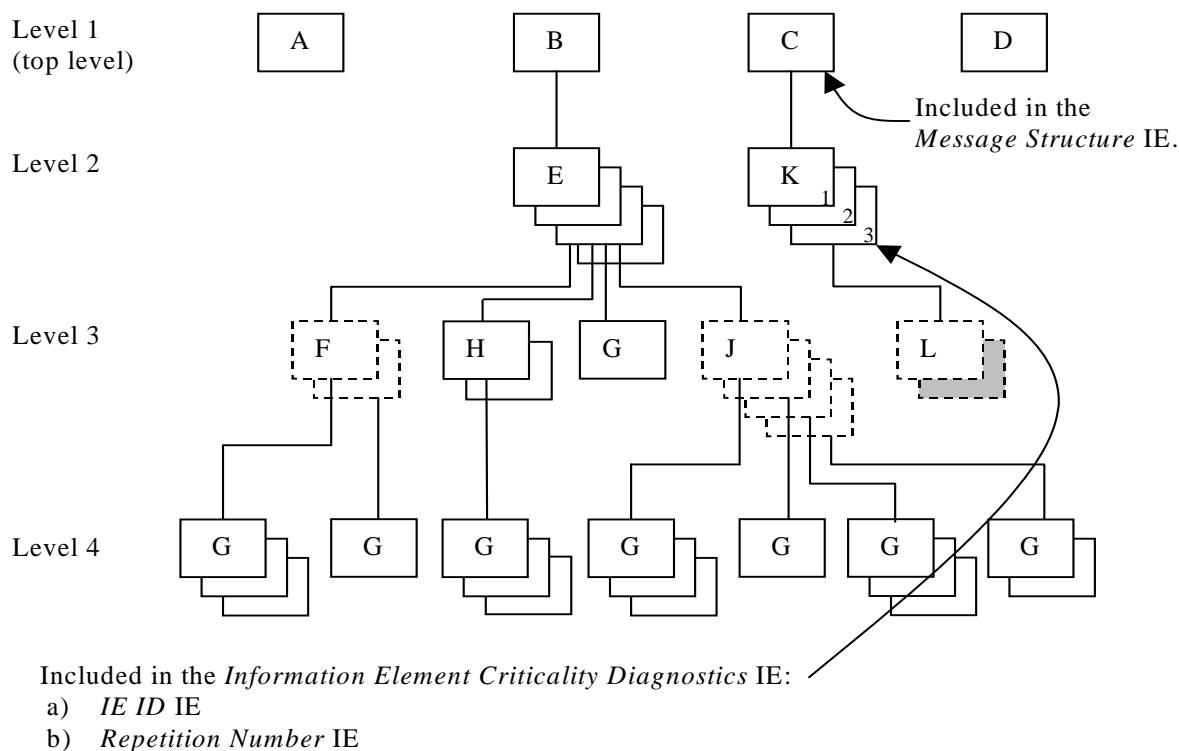 Level 1
(top level)
A
B
C
D
Included in the
Message Structure IE.
Level 2
E
K
1
2
3
Level 3
F
H
G
J
L
Level 4
G
G
G
G
G
G
G
Included in the Information Element Criticality Diagnostics IE:
a) IE ID IE
b) Repetition Number IE